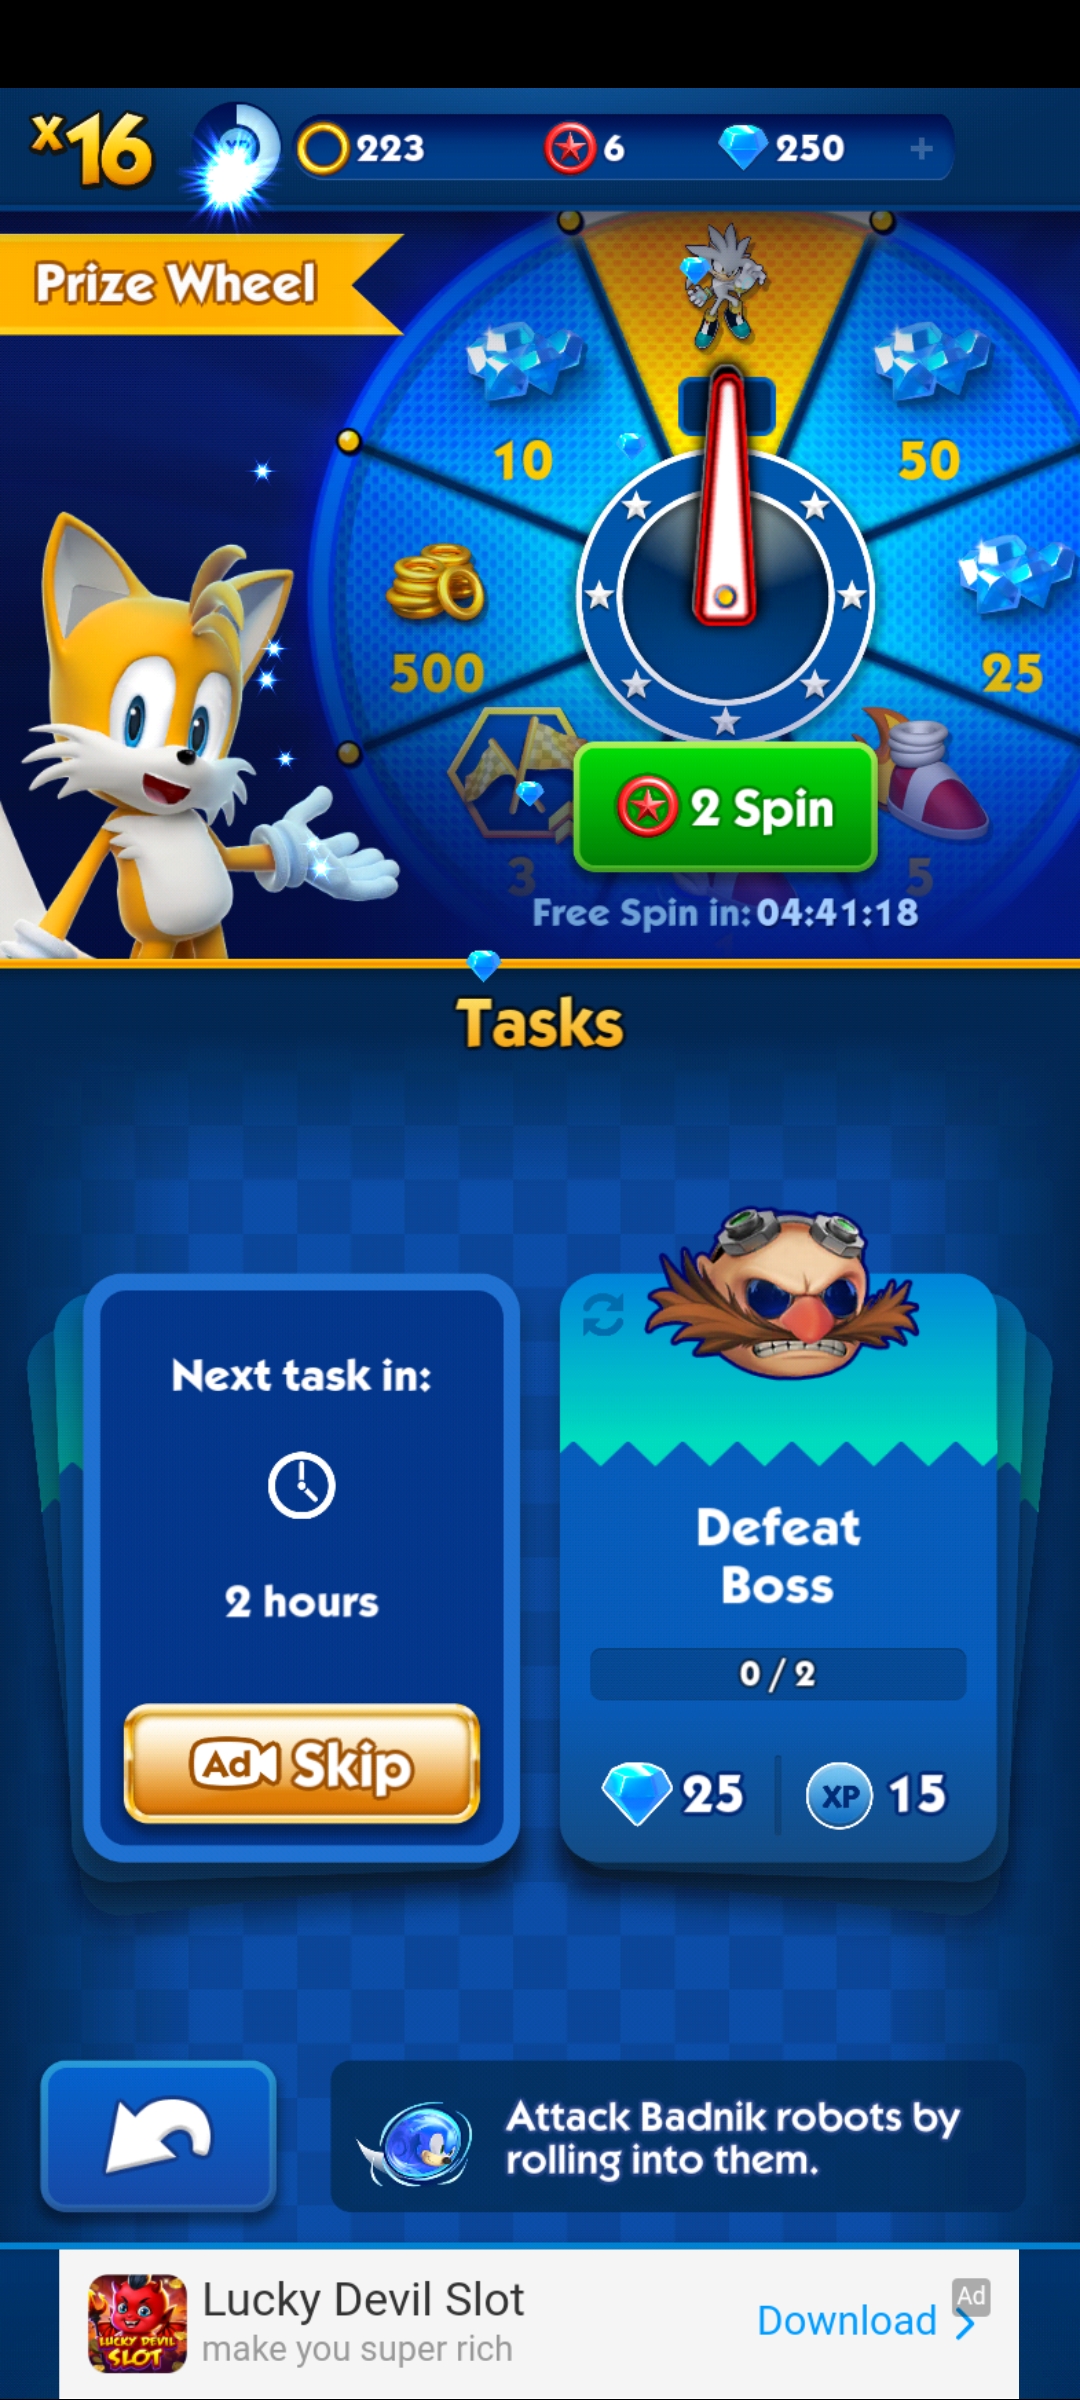 x16
223
6
250
Prize Wheel
10
50
500
25
2 Spin
3
5
Free Spin in: 04:41:18
Tasks
Next task in:
2 hours
Ad Skip
Defeat
Boss
0 / 2
25
XP 15
Attack Badnik robots by
rolling into them.
LUCKY DEVIL
SLOT
Lucky Devil Slot
make you super rich
Download
Ad